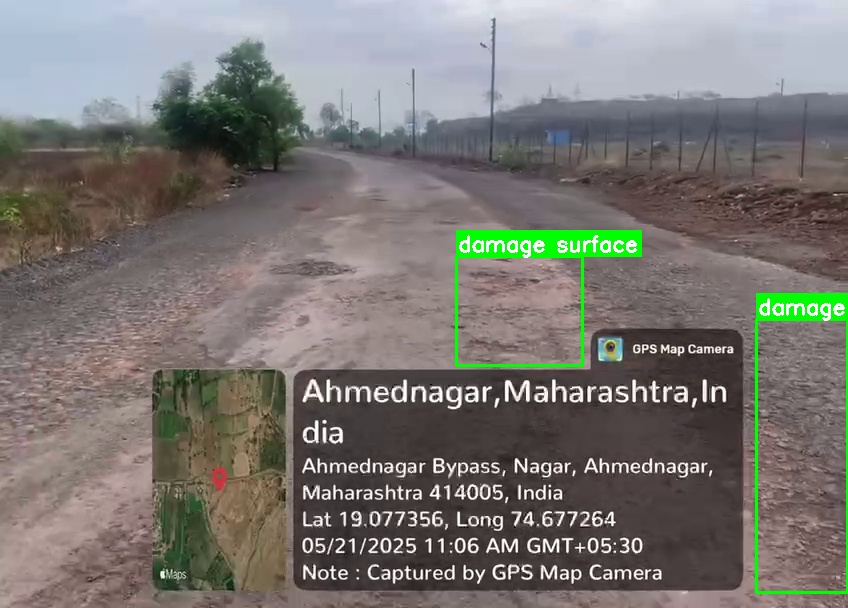 damage surface
damage
GPS Map Camera
Ahmednagar,Maharashtra,In
dia
Ahmednagar Bypass, Nagar, Ahmednagar,
Maharashtra 414005, India
Lat 19.077356, Long 74.677264
05/21/2025 11:06 AM GMT+05:30
Note : Captured by GPS Map Camera
Maps